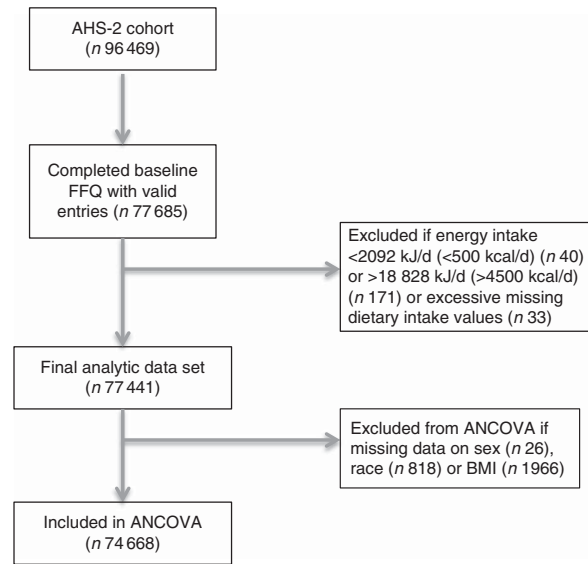 AHS-2 cohort
(n 96 469)
Completed baseline
FFQ with valid
entries (n 77 685)
Excluded if energy intake
<2092 kJ/d (<500 kcal/d) (n 40)
or >18 828 kJ/d (>4500 kcal/d)
(n 171) or excessive missing
dietary intake values (n 33)
Final analytic data set
(n 77 441)
Excluded from ANCOVA if
missing data on sex (n 26),
race (n 818) or BMI (n 1966)
Included in ANCOVA
(n 74 668)